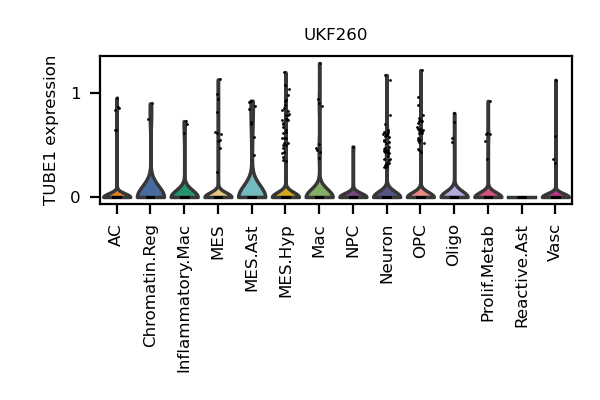 UKF260
TUBE1 expression
1
0
AC
Chromatin.Reg
Inflammatory.Mac
MES
MES.Ast
MES.Hyp
Mac
NPC
Neuron
OPC
Oligo
Prolif.Metab
Reactive.Ast
Vasc